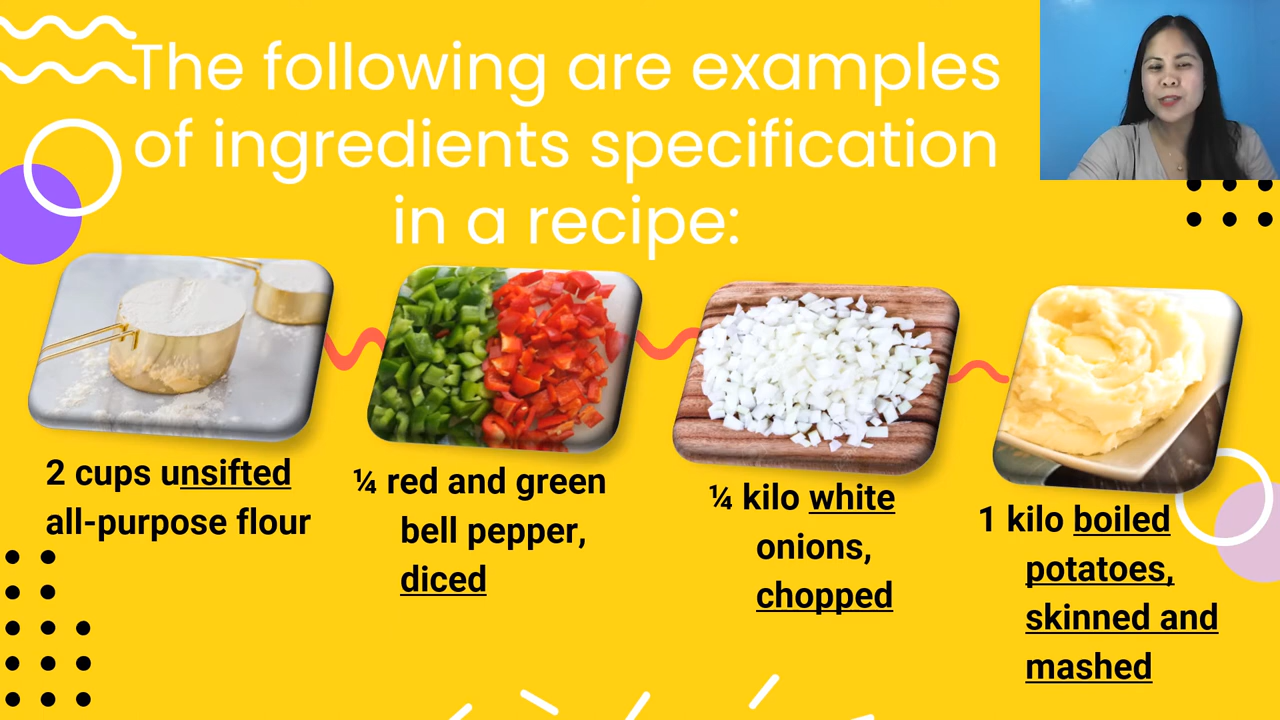 The following are examples
of ingredients specification
in a recipe:
2 cups unsifted
all-purpose flour
¼ red and green
bell pepper,
diced
¼ kilo white
onions,
chopped
1 kilo boiled
potatoes,
skinned and
mashed